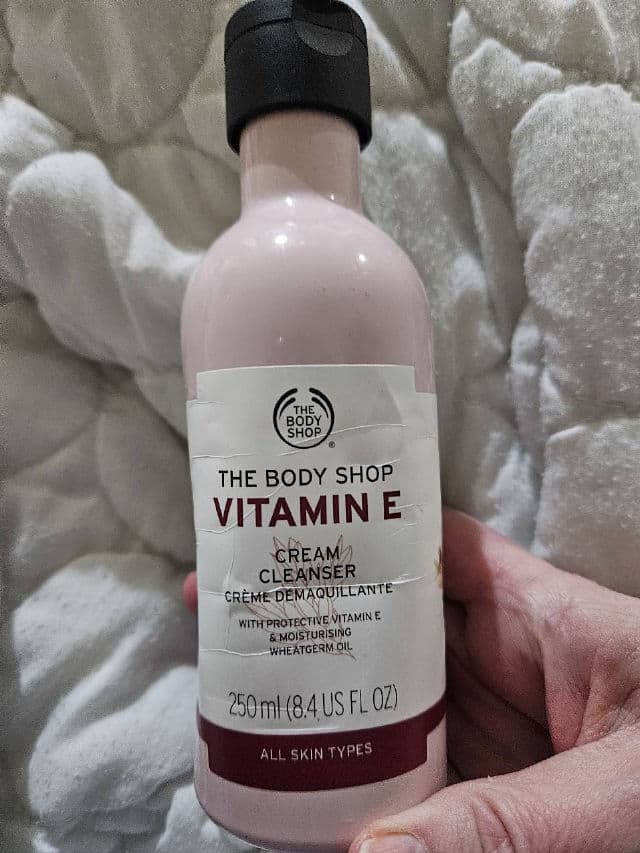 THE
BODY
SHOP
®
THE BODY SHOP
VITAMIN E
CREAM
CLEANSER
CRÈME DÉMAQUILLANTE
WITH PROTECTIVE VITAMIN E
& MOISTURISING
WHEATGERM OIL
250ml (8.4 US FL OZ)
ALL SKIN TYPES